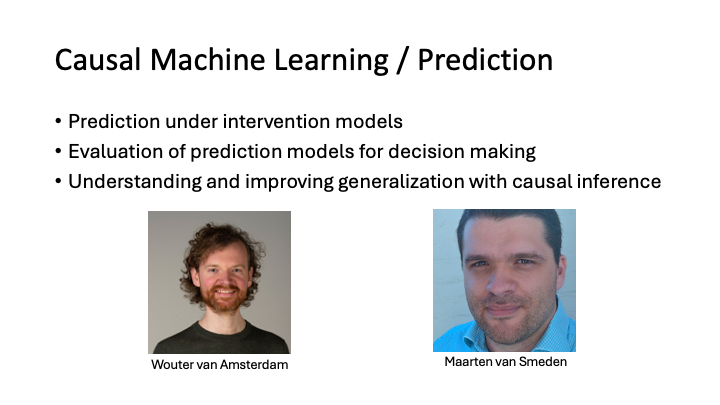 Causal Machine Learning / Prediction
• Prediction under intervention models
• Evaluation of prediction models for decision making
• Understanding and improving generalization with causal inference
Wouter van Amsterdam
Maarten van Smeden